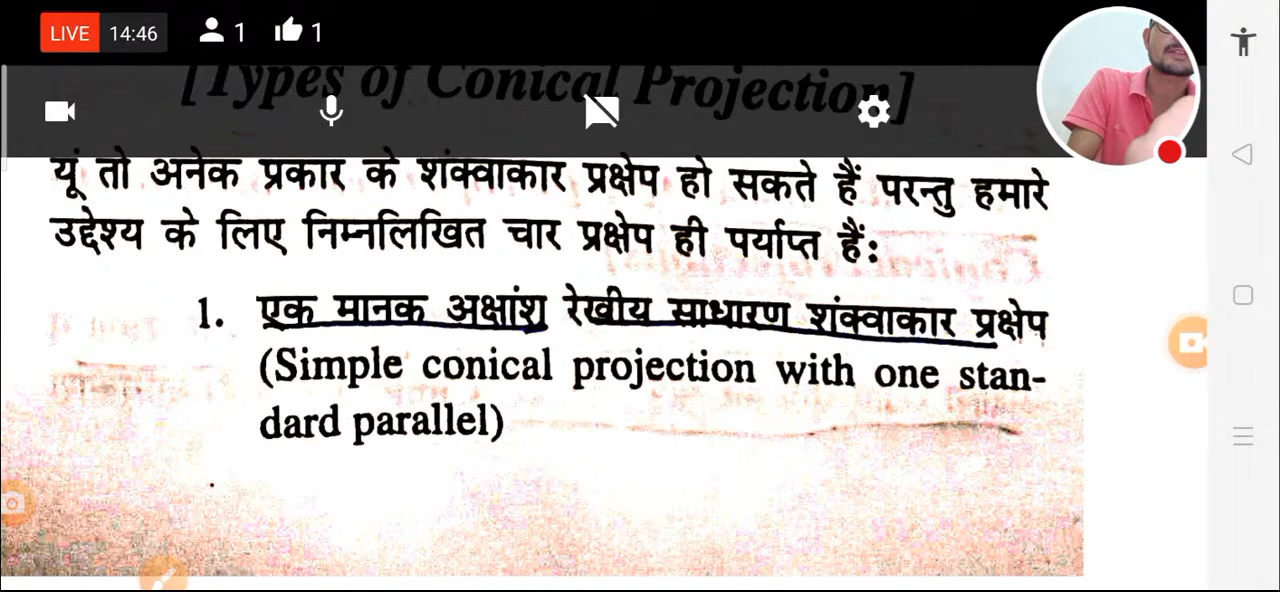 LIVE 14:46 1 1
[Types of Conical Projection]
यूं तो अनेक प्रकार के शंक्वाकार प्रक्षेप हो सकते हैं परन्तु हमारे
उद्देश्य के लिए निम्नलिखित चार प्रक्षेप ही पर्याप्त हैं:
1. एक मानक अक्षांश रेखीय साधारण शंक्वाकार प्रक्षेप
(Simple conical projection with one stan-
dard parallel)